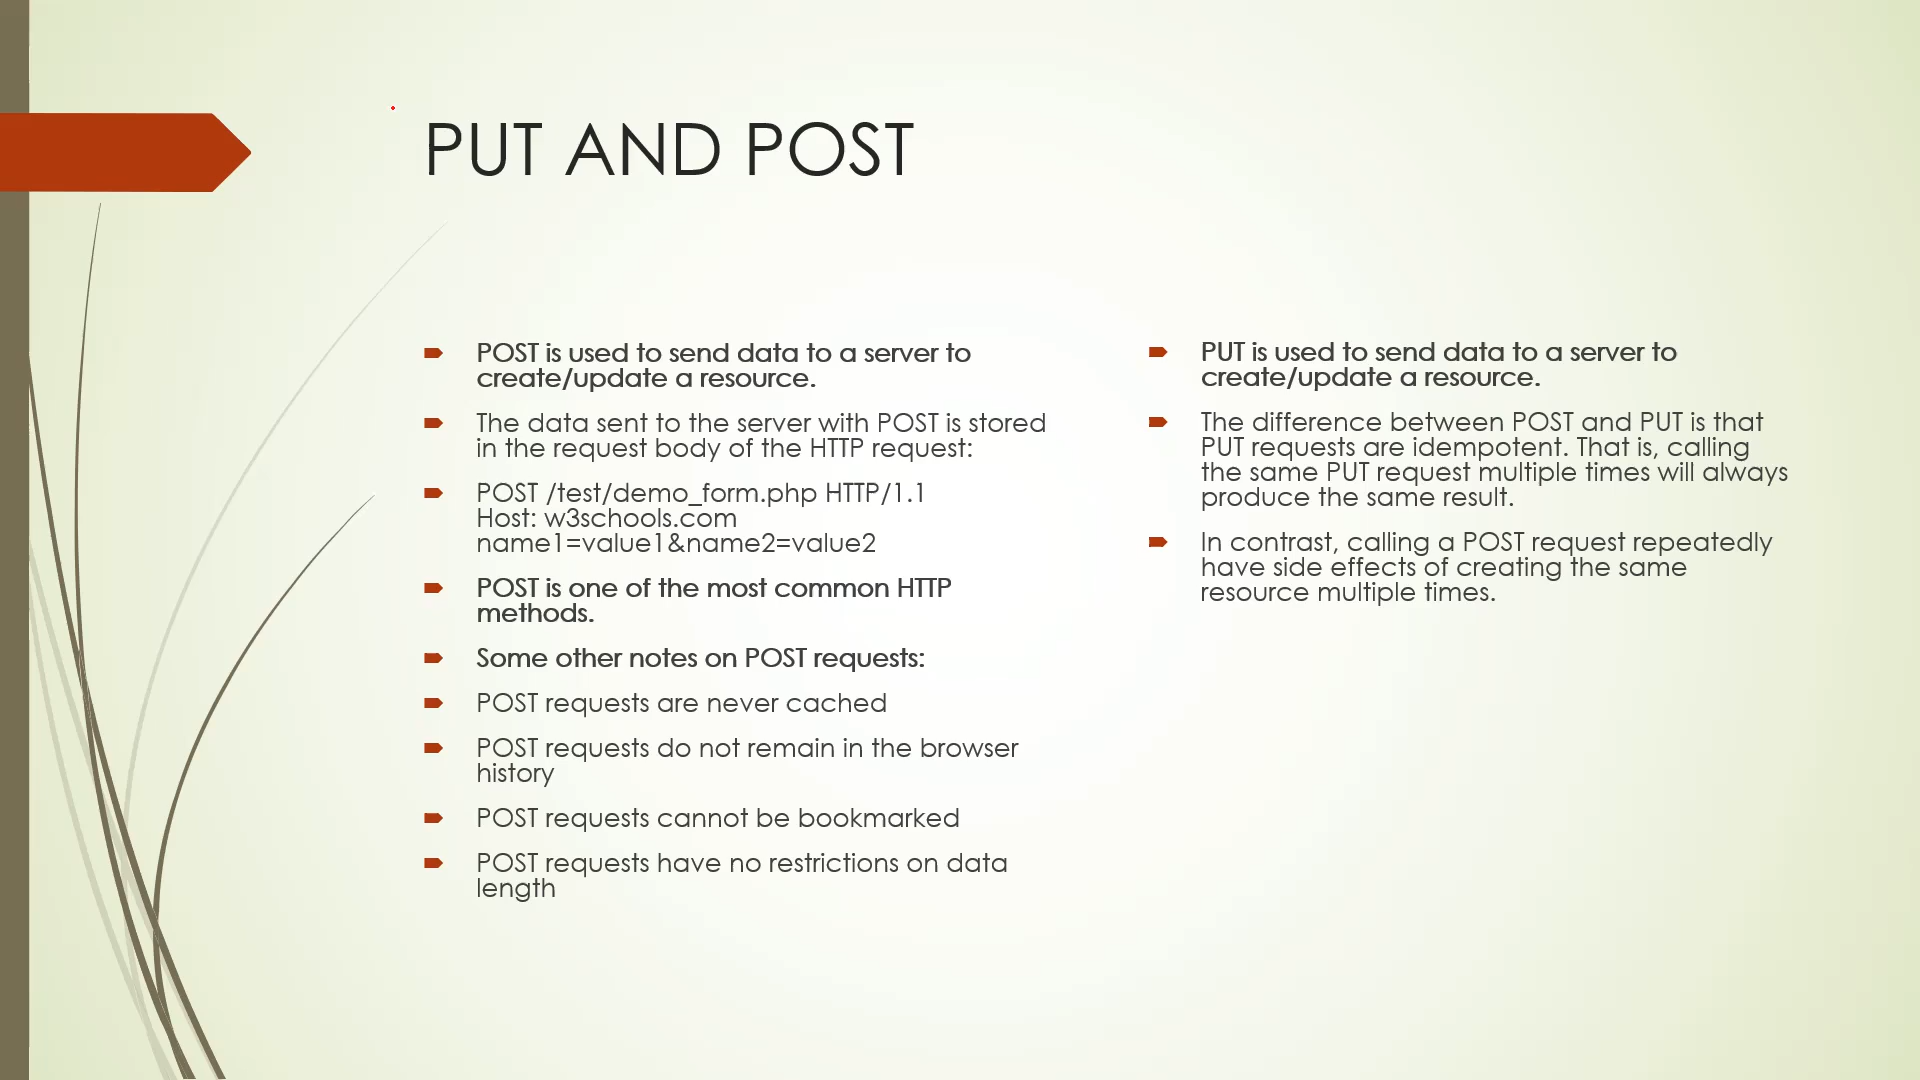 PUT AND POST
POST is used to send data to a server to
create/update a resource.
The data sent to the server with POST is stored
in the request body of the HTTP request:
POST /test/demo_form.php HTTP/1.1
Host: w3schools.com
name1=value1&name2=value2
POST is one of the most common HTTP
methods.
Some other notes on POST requests:
POST requests are never cached
POST requests do not remain in the browser
history
POST requests cannot be bookmarked
POST requests have no restrictions on data
length
PUT is used to send data to a server to
create/update a resource.
The difference between POST and PUT is that
PUT requests are idempotent. That is, calling
the same PUT request multiple times will always
produce the same result.
In contrast, calling a POST request repeatedly
have side effects of creating the same
resource multiple times.